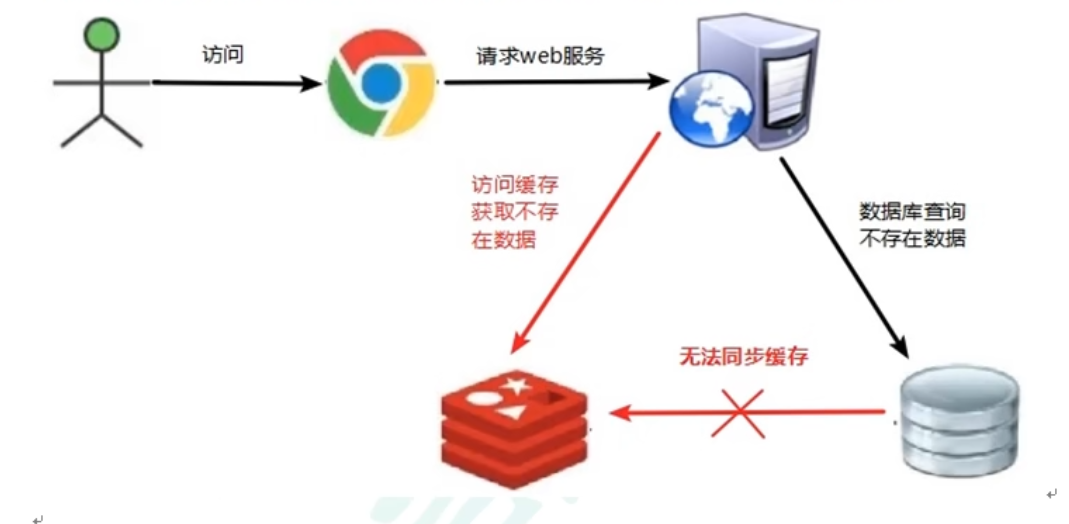 访问
请求web服务
访问缓存
获取不存
在数据
数据库查询
不存在数据
无法同步缓存